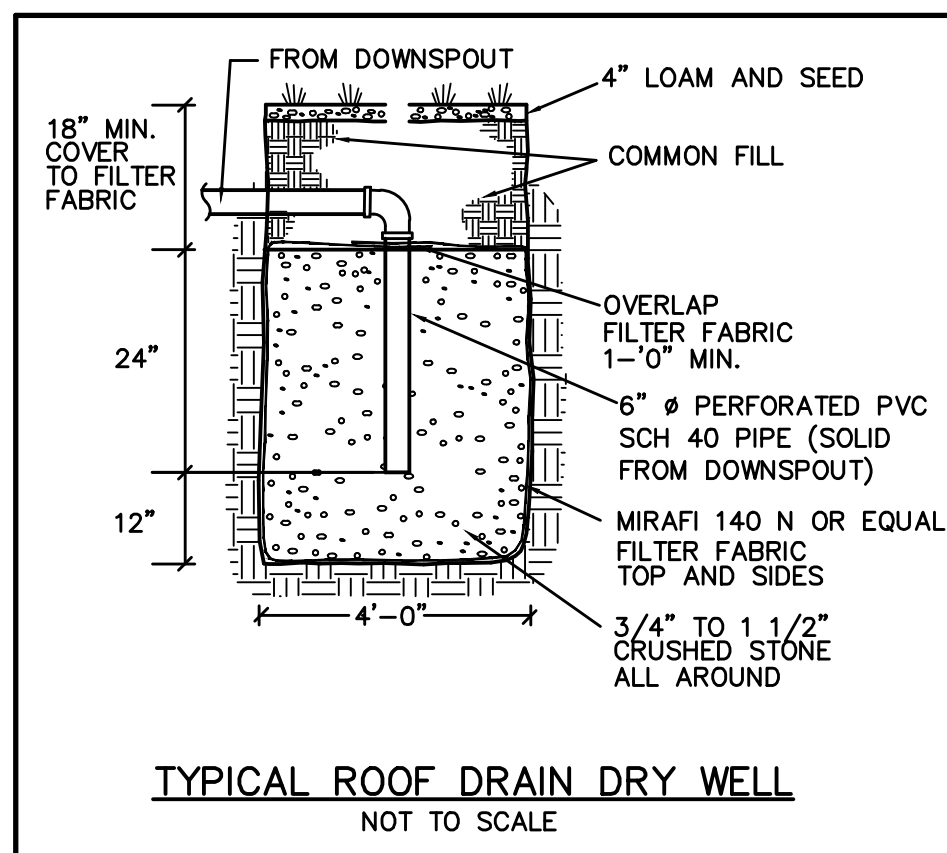 FROM DOWNSPOUT
4" LOAM AND SEED
18" MIN.
COVER
TO FILTER
FABRIC
COMMON FILL
OVERLAP
FILTER FABRIC
1-'0" MIN.
24"
6" ø PERFORATED PVC
SCH 40 PIPE (SOLID
FROM DOWNSPOUT)
12"
MIRAFI 140 N OR EQUAL
FILTER FABRIC
TOP AND SIDES
4'-0"
3/4" TO 1 1/2"
CRUSHED STONE
ALL AROUND
TYPICAL ROOF DRAIN DRY WELL
NOT TO SCALE